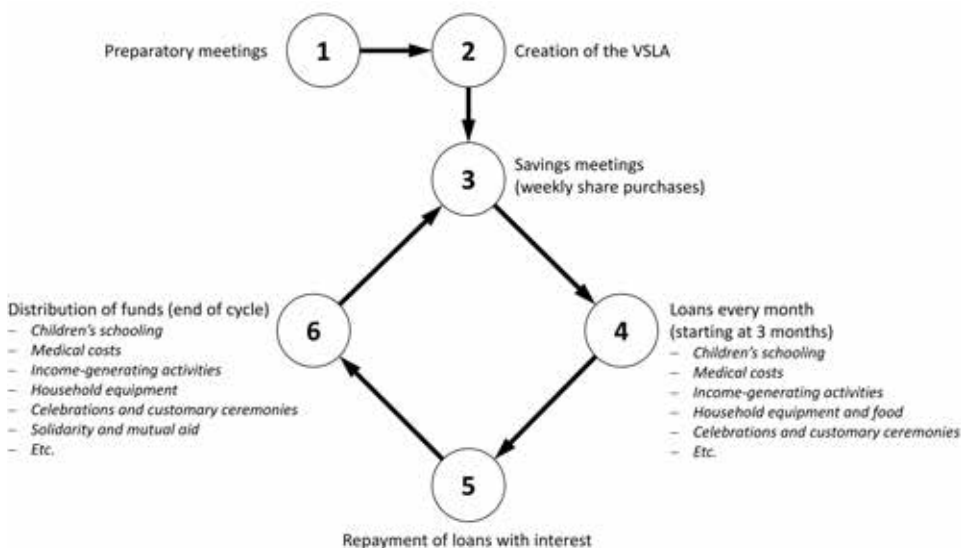 Preparatory meetings
1
2
Creation of the VSLA
3
Savings meetings
(weekly share purchases)
Distribution of funds (end of cycle)
– Children's schooling
– Medical costs
– Income-generating activities
– Household equipment
– Celebrations and customary ceremonies
– Solidarity and mutual aid
– Etc.
6
4
Loans every month
(starting at 3 months)
– Children's schooling
– Medical costs
– Income-generating activities
– Household equipment and food
– Celebrations and customary ceremonies
– Etc.
5
Repayment of loans with interest